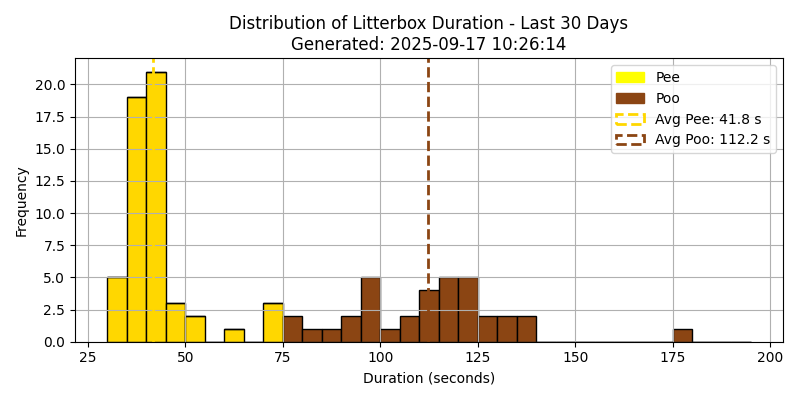 Distribution of Litterbox Duration - Last 30 Days
Generated: 2025-09-17 10:26:14
Pee
Poo
Avg Pee: 41.8 s
Avg Poo: 112.2 s
Frequency
20.0
17.5
15.0
12.5
10.0
7.5
5.0
2.5
0.0
25 50 75 100 125 150 175 200
Duration (seconds)